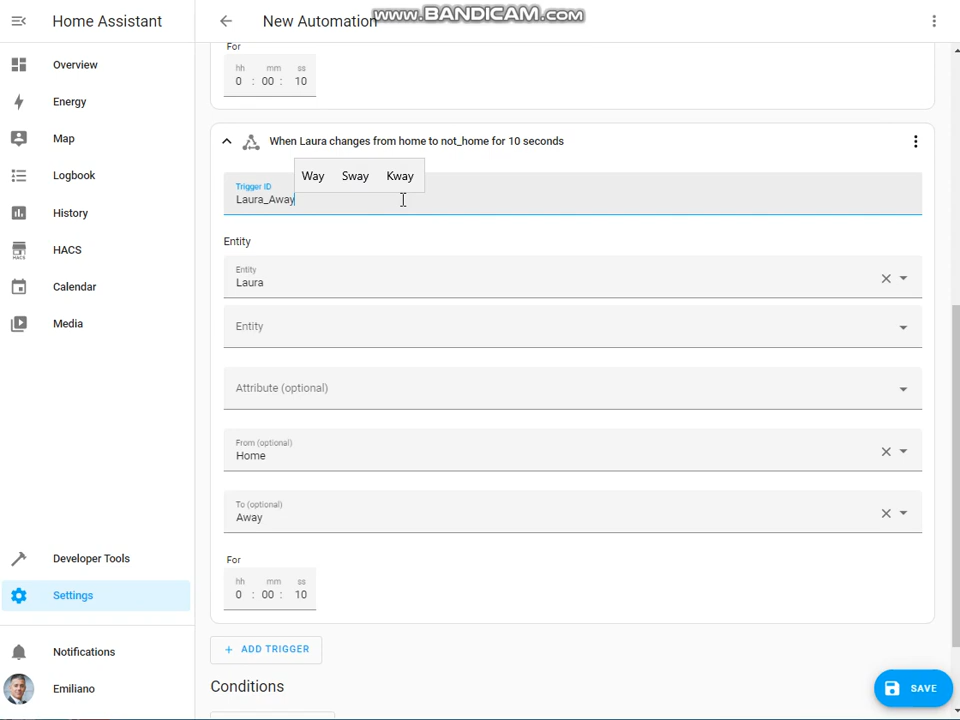 www.BANDICAM.com
Home Assistant
New Automation
Overview
Energy
Map
Logbook
History
HACS
HACS
Calendar
Media
Developer Tools
Settings
Notifications
Emiliano
For
hh mm ss
0 : 00 : 10
When Laura changes from home to not_home for 10 seconds
Way Sway Kway
Trigger ID
Laura_Away
Entity
Entity
Laura
Entity
Attribute (optional)
From (optional)
Home
To (optional)
Away
For
hh mm ss
0 : 00 : 10
+ ADD TRIGGER
Conditions
SAVE